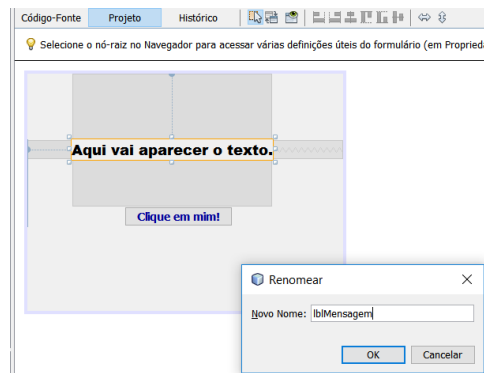 Código-Fonte Projeto Histórico
Selecione o nó-raiz no Navegador para acessar várias definições úteis do formulário (em Proprieda
Aqui vai aparecer o texto.
Clique em mim!
Renomear
Novo Nome: lblMensagem
OK Cancelar